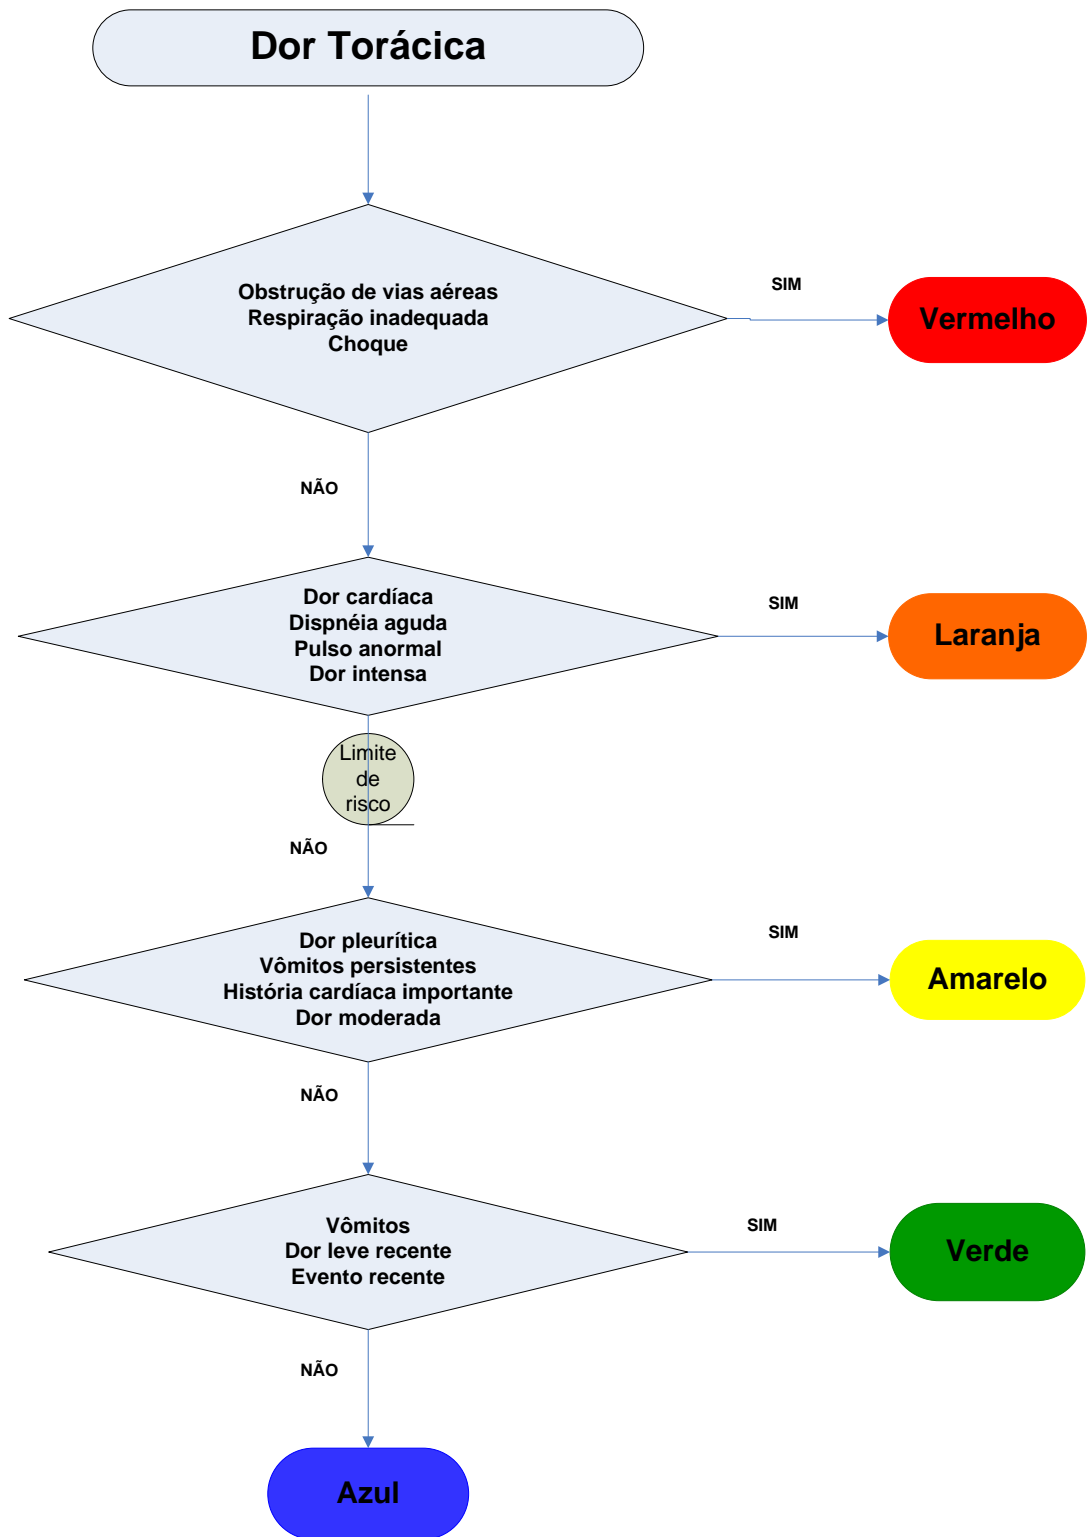 Dor Torácica
Obstrução de vias aéreas
Respiração inadequada
Choque
SIM
Vermelho
NÃO
Dor cardíaca
Dispnéia aguda
Pulso anormal
Dor intensa
SIM
Laranja
Limite
de
risco
NÃO
Dor pleurítica
Vômitos persistentes
História cardíaca importante
Dor moderada
SIM
Amarelo
NÃO
Vômitos
Dor leve recente
Evento recente
SIM
Verde
NÃO
Azul